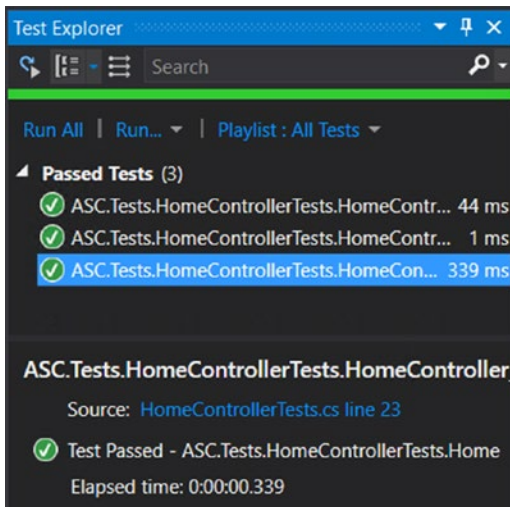 Test Explorer
Search
Run All | Run... | Playlist : All Tests
Passed Tests (3)
ASC.Tests.HomeControllerTests.HomeContr... 44 ms
ASC.Tests.HomeControllerTests.HomeContr... 1 ms
ASC.Tests.HomeControllerTests.HomeCon... 339 ms
ASC.Tests.HomeControllerTests.HomeController_
Source: HomeControllerTests.cs line 23
Test Passed - ASC.Tests.HomeControllerTests.Home
Elapsed time: 0:00:00.339